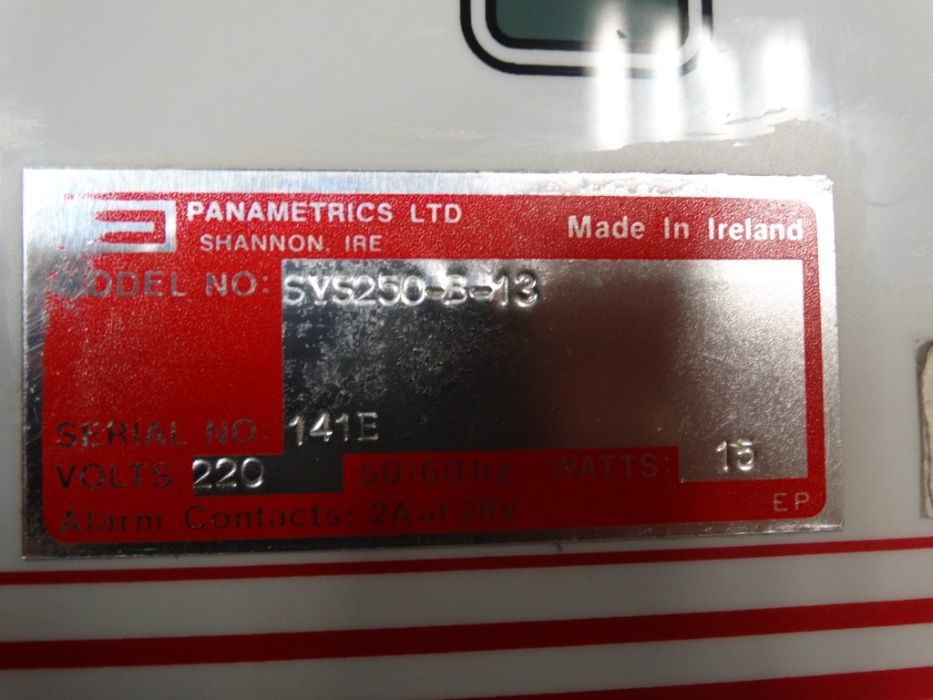 PANAMETRICS LTD
SHANNON, IRE
Made In Ireland
MODEL NO: SYS250-B-13
SERIAL NO: 141E
VOLTS: 220 50/60 hz WATTS: 15
Alarm Contacts: 2A at 28V
EP